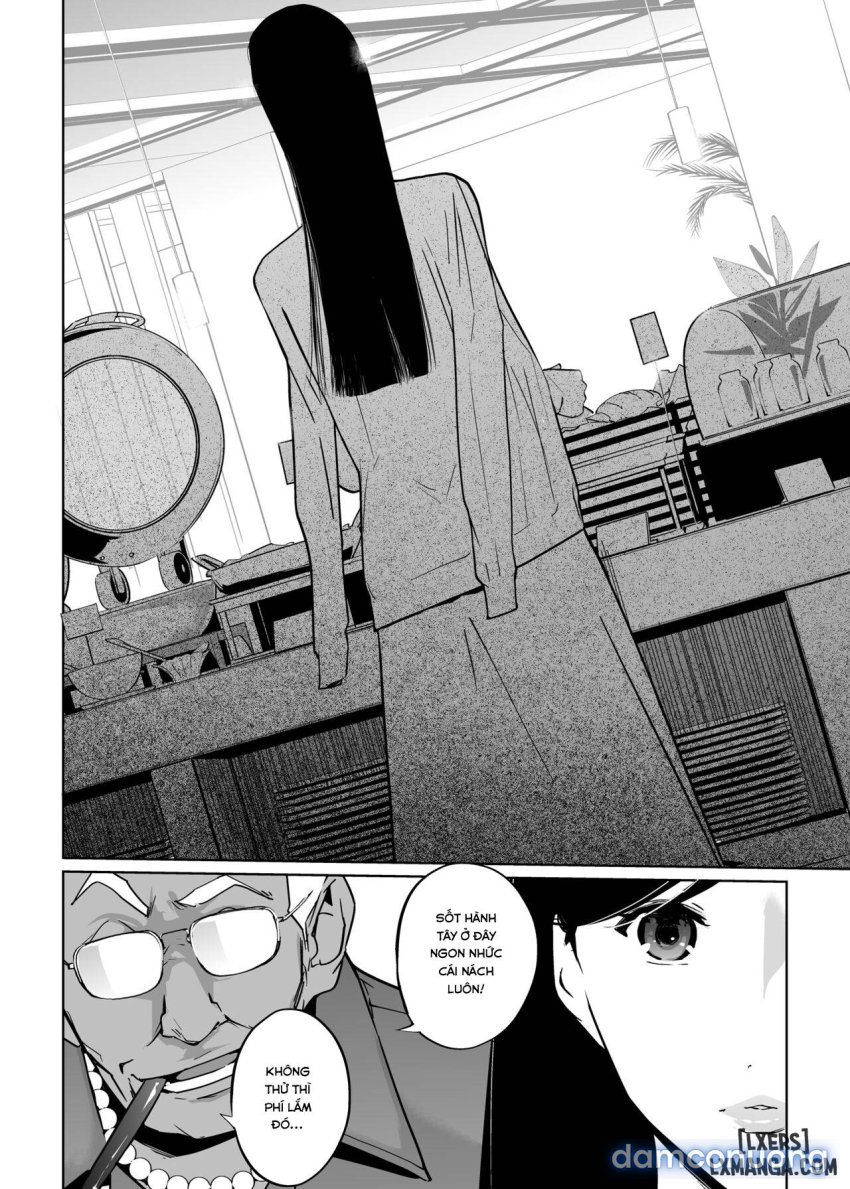 SỐT HÀNH
TÂY Ở ĐÂY
NGON NHỨC
CÁI NÁCH
LUÔN!
KHÔNG
THỬ THÌ
PHÍ LẮM
ĐÓ...
[LXERS]
damconuong
LXMANGA.COM